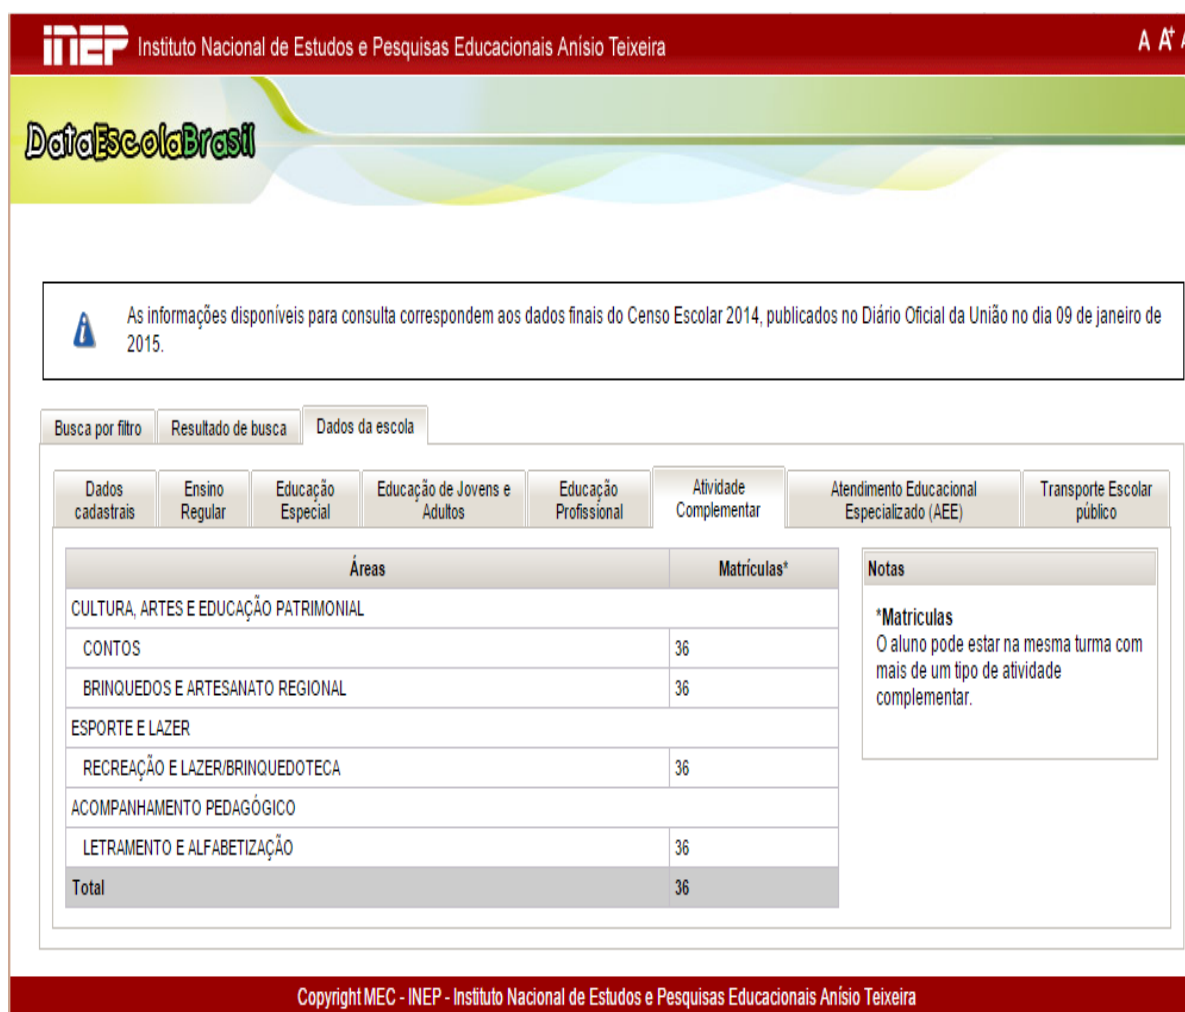 inep Instituto Nacional de Estudos e Pesquisas Educacionais Anísio Teixeira
A A+
DataEscolaBrasil
As informações disponíveis para consulta correspondem aos dados finais do Censo Escolar 2014, publicados no Diário Oficial da União no dia 09 de janeiro de
2015.
Busca por filtro Resultado de busca Dados da escola
Dados cadastrais
Ensino Regular
Educação Especial
Educação de Jovens e Adultos
Educação Profissional
Atividade Complementar
Atendimento Educacional Especializado (AEE)
Transporte Escolar público
Áreas Matrículas*
CULTURA, ARTES E EDUCAÇÃO PATRIMONIAL
CONTOS 36
BRINQUEDOS E ARTESANATO REGIONAL 36
ESPORTE E LAZER
RECREAÇÃO E LAZER/BRINQUEDOTECA 36
ACOMPANHAMENTO PEDAGÓGICO
LETRAMENTO E ALFABETIZAÇÃO 36
Total 36
Notas
*Matriculas
O aluno pode estar na mesma turma com
mais de um tipo de atividade
complementar.
Copyright MEC - INEP - Instituto Nacional de Estudos e Pesquisas Educacionais Anísio Teixeira